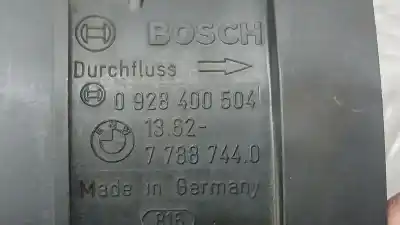 BOSCH
Durchfluss
0 928 400 504
13.62-
7 788 744.0
Made in Germany